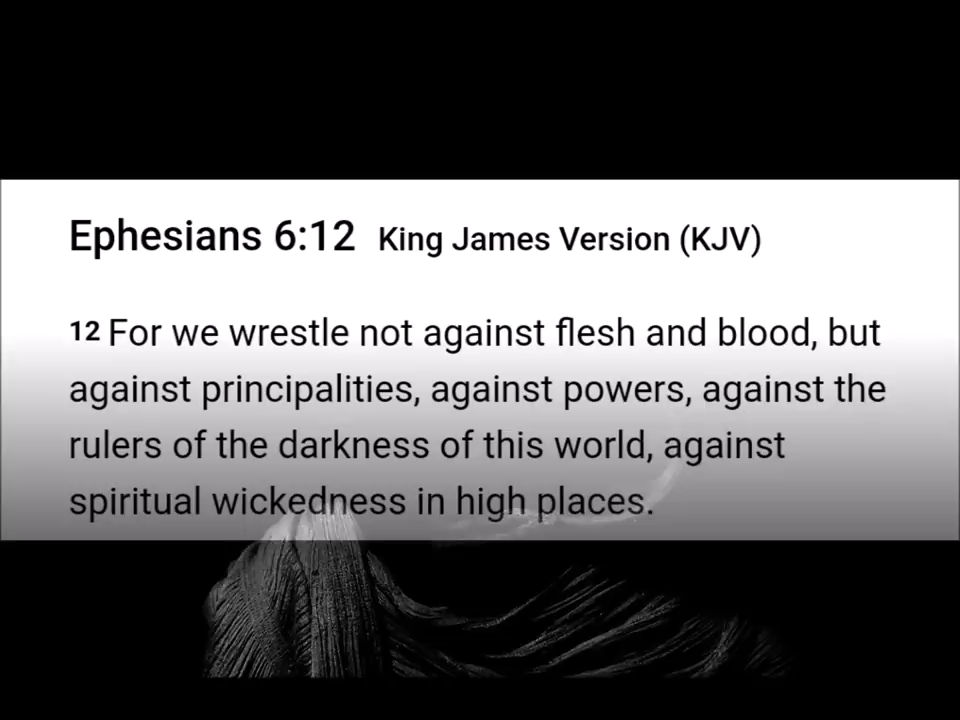 Ephesians 6:12 King James Version (KJV)
12 For we wrestle not against flesh and blood, but
against principalities, against powers, against the
rulers of the darkness of this world, against
spiritual wickedness in high places.